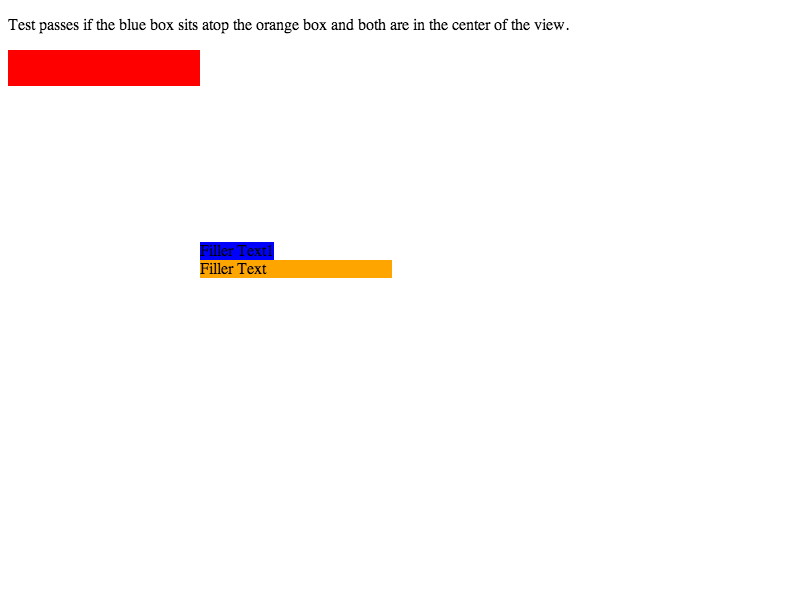 Test passes if the blue box sits atop the orange box and both are in the center of the view.
Filler Text1
Filler Text